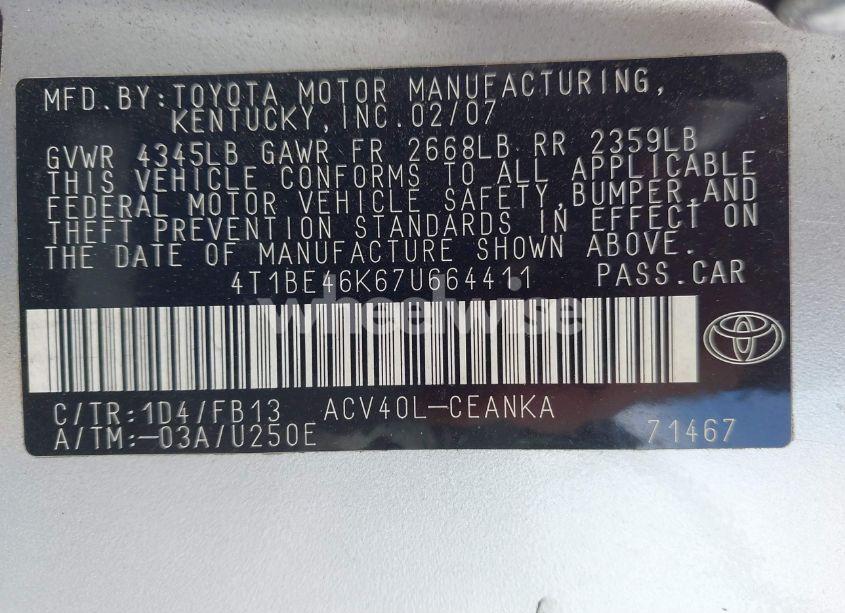 MFD.BY:TOYOTA MOTOR MANUFACTURING,
KENTUCKY,INC.02/07
GVWR 4345LB GAWR FR 2668LB RR 2359LB
THIS VEHICLE CONFORMS TO ALL APPLICABLE
FEDERAL MOTOR VEHICLE SAFETY,BUMPER,AND
THEFT PREVENTION STANDARDS IN EFFECT ON
THE DATE OF MANUFACTURE SHOWN ABOVE.
4T1BE46K67U664411 PASS.CAR
wheelwise
C/TR:1D4/FB13 ACV40L-CEANKA
A/TM:-03A/U250E 71467